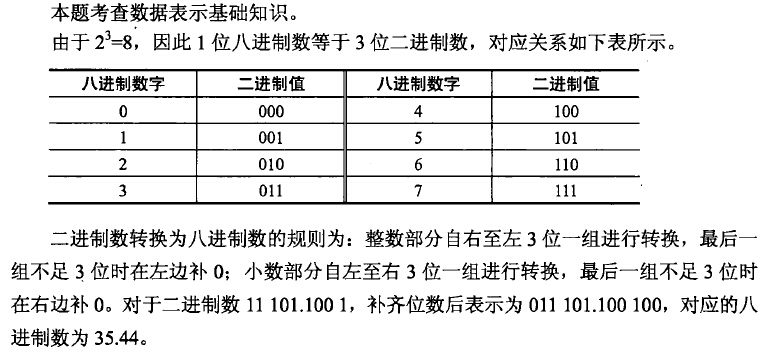 本题考查数据表示基础知识。
由于 2³=8，因此 1 位八进制数等于 3 位二进制数，对应关系如下表所示。
八进制数字 二进制值 八进制数字 二进制值
0 000 4 100
1 001 5 101
2 010 6 110
3 011 7 111
二进制数转换为八进制数的规则为：整数部分自右至左 3 位一组进行转换，最后一
组不足 3 位时在左边补 0；小数部分自左至右 3 位一组进行转换，最后一组不足 3 位时
在右边补 0。对于二进制数 11 101.100 1，补齐位数后表示为 011 101.100 100，对应的八
进制数为 35.44。